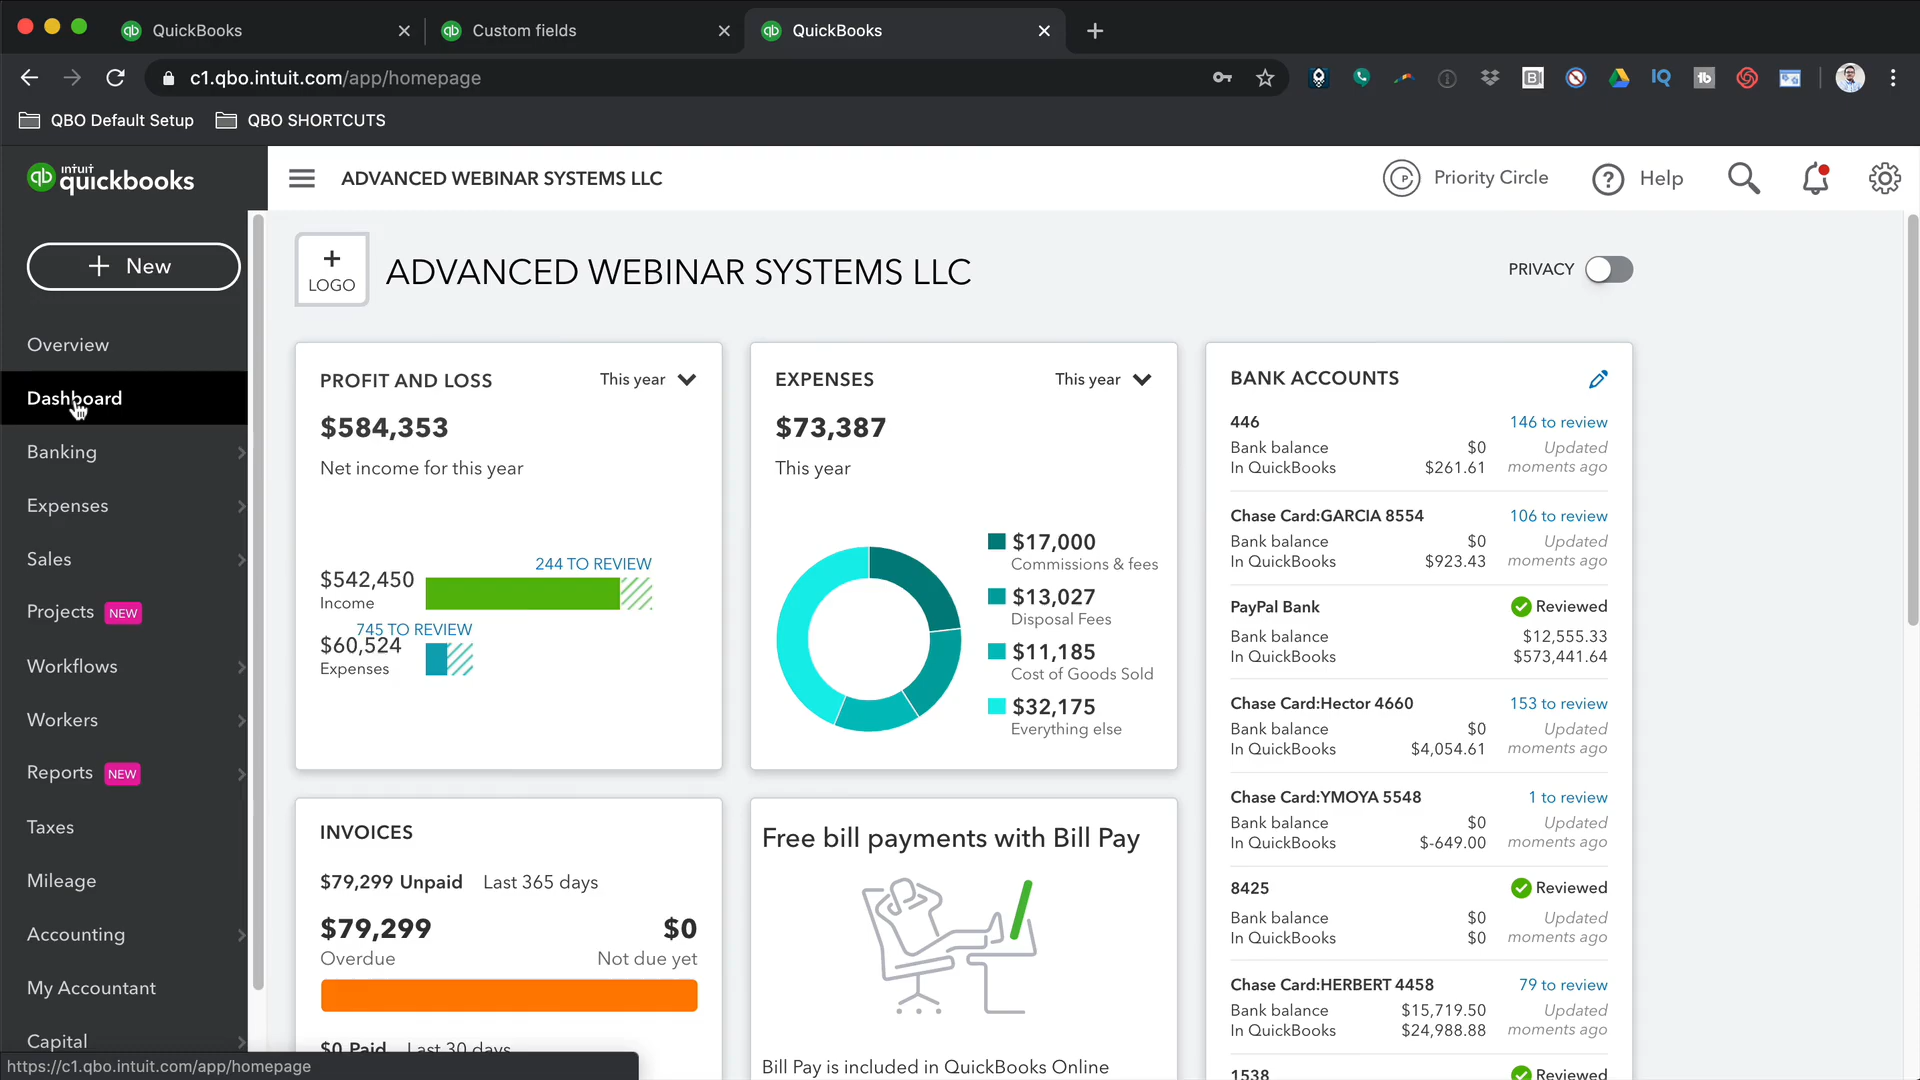 QuickBooks
Custom fields
QuickBooks
c1.qbo.intuit.com/app/homepage
QBO Default Setup
QBO SHORTCUTS
intuit
quickbooks
ADVANCED WEBINAR SYSTEMS LLC
Priority Circle
Help
New
Overview
Dashboard
Banking
Expenses
Sales
Projects NEW
Workflows
Workers
Reports NEW
Taxes
Mileage
Accounting
My Accountant
Capital
https://c1.qbo.intuit.com/app/homepage
+
LOGO
ADVANCED WEBINAR SYSTEMS LLC
PRIVACY
PROFIT AND LOSS
This year
$584,353
Net income for this year
244 TO REVIEW
$542,450
Income
745 TO REVIEW
$60,524
Expenses
EXPENSES
This year
$73,387
This year
$17,000
Commissions & fees
$13,027
Disposal Fees
$11,185
Cost of Goods Sold
$32,175
Everything else
BANK ACCOUNTS
446 146 to review
Bank balance $0 Updated
In QuickBooks $261.61 moments ago
Chase Card:GARCIA 8554 106 to review
Bank balance $0 Updated
In QuickBooks $923.43 moments ago
PayPal Bank Reviewed
Bank balance $12,555.33
In QuickBooks $573,441.64
Chase Card:Hector 4660 153 to review
Bank balance $0 Updated
In QuickBooks $4,054.61 moments ago
Chase Card:YMOYA 5548 1 to review
Bank balance $0 Updated
In QuickBooks $-649.00 moments ago
8425 Reviewed
Bank balance $0 Updated
In QuickBooks $0 moments ago
Chase Card:HERBERT 4458 79 to review
Bank balance $15,719.50 Updated
In QuickBooks $24,988.88 moments ago
1538 Reviewed
INVOICES
$79,299 Unpaid Last 365 days
$79,299 $0
Overdue Not due yet
$0 Paid Last 30 days
Free bill payments with Bill Pay
Bill Pay is included in QuickBooks Online